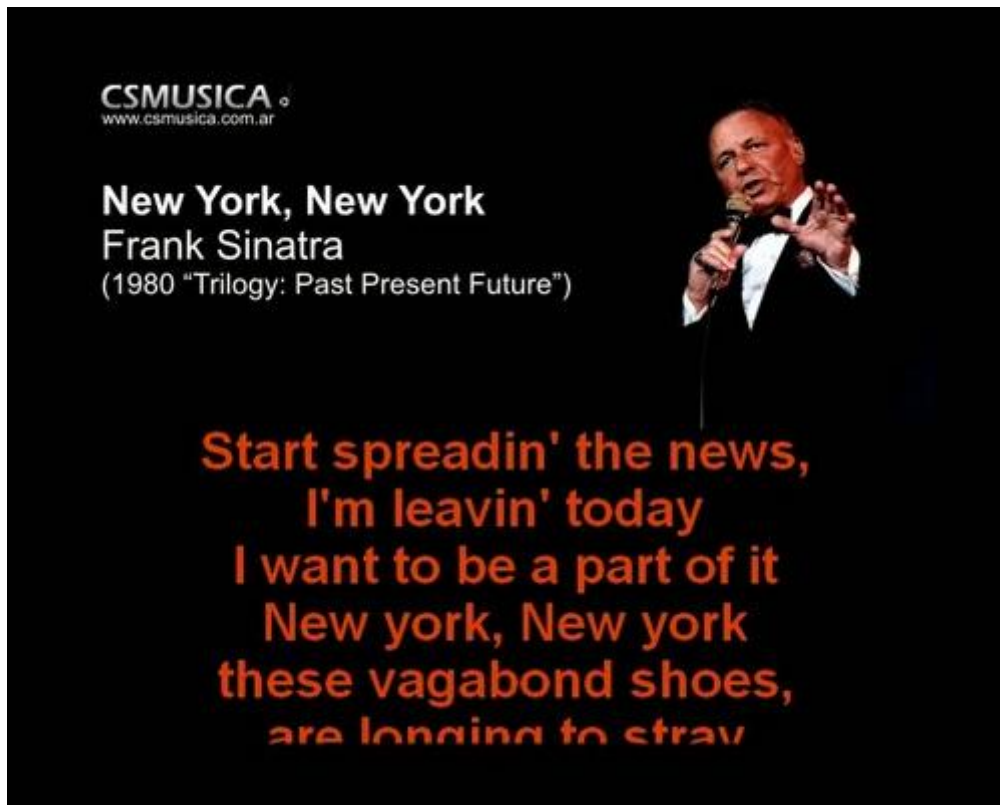 CSMUSICA
www.csmusica.com.ar
New York, New York
Frank Sinatra
(1980 “Trilogy: Past Present Future”)
Start spreadin' the news,
I'm leavin' today
I want to be a part of it
New york, New york
these vagabond shoes,
are longing to stray